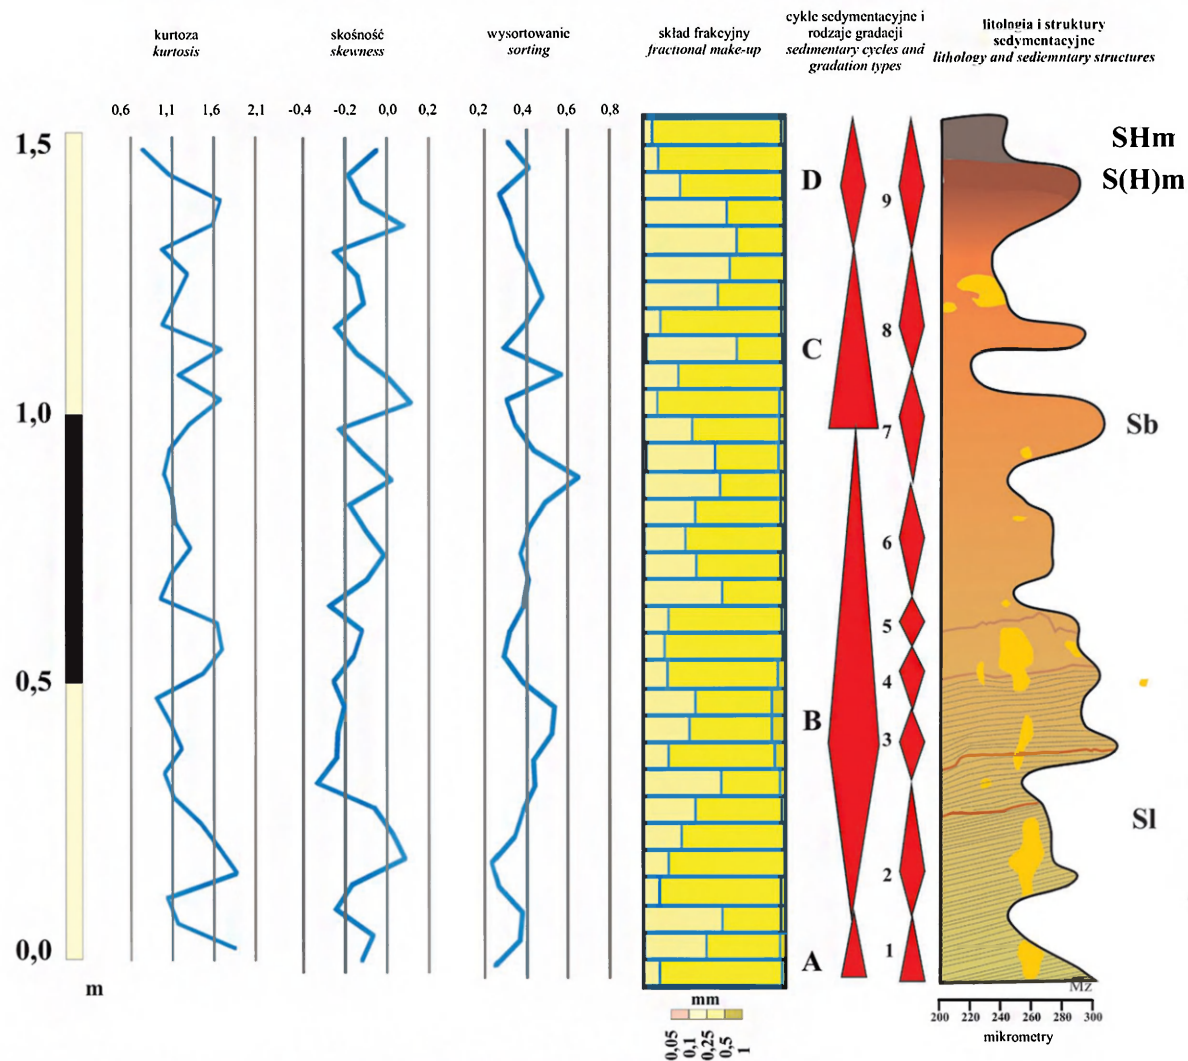 kurtoza
kurtosis
skośność
skewness
wysortowanie
sorting
skład frakcyjny
fractional make-up
cykle sedymentacyjne i
rodzaje gradacji
sedimentary cycles and
gradation types
litologia i struktury
sedymentacyjne
lithology and sediemntary structures
0,6 1,1 1,6 2,1
-0,4 -0,2 0,0 0,2
0,2 0,4 0,6 0,8
1,5
1,0
0,5
0,0
m
D
C
B
A
9
8
7
6
5
4
3
2
1
SHm
S(H)m
Sb
Sl
Mz
200 220 240 260 280 300
mikrometry
mm
0,05
0,1
0,25
0,5
1